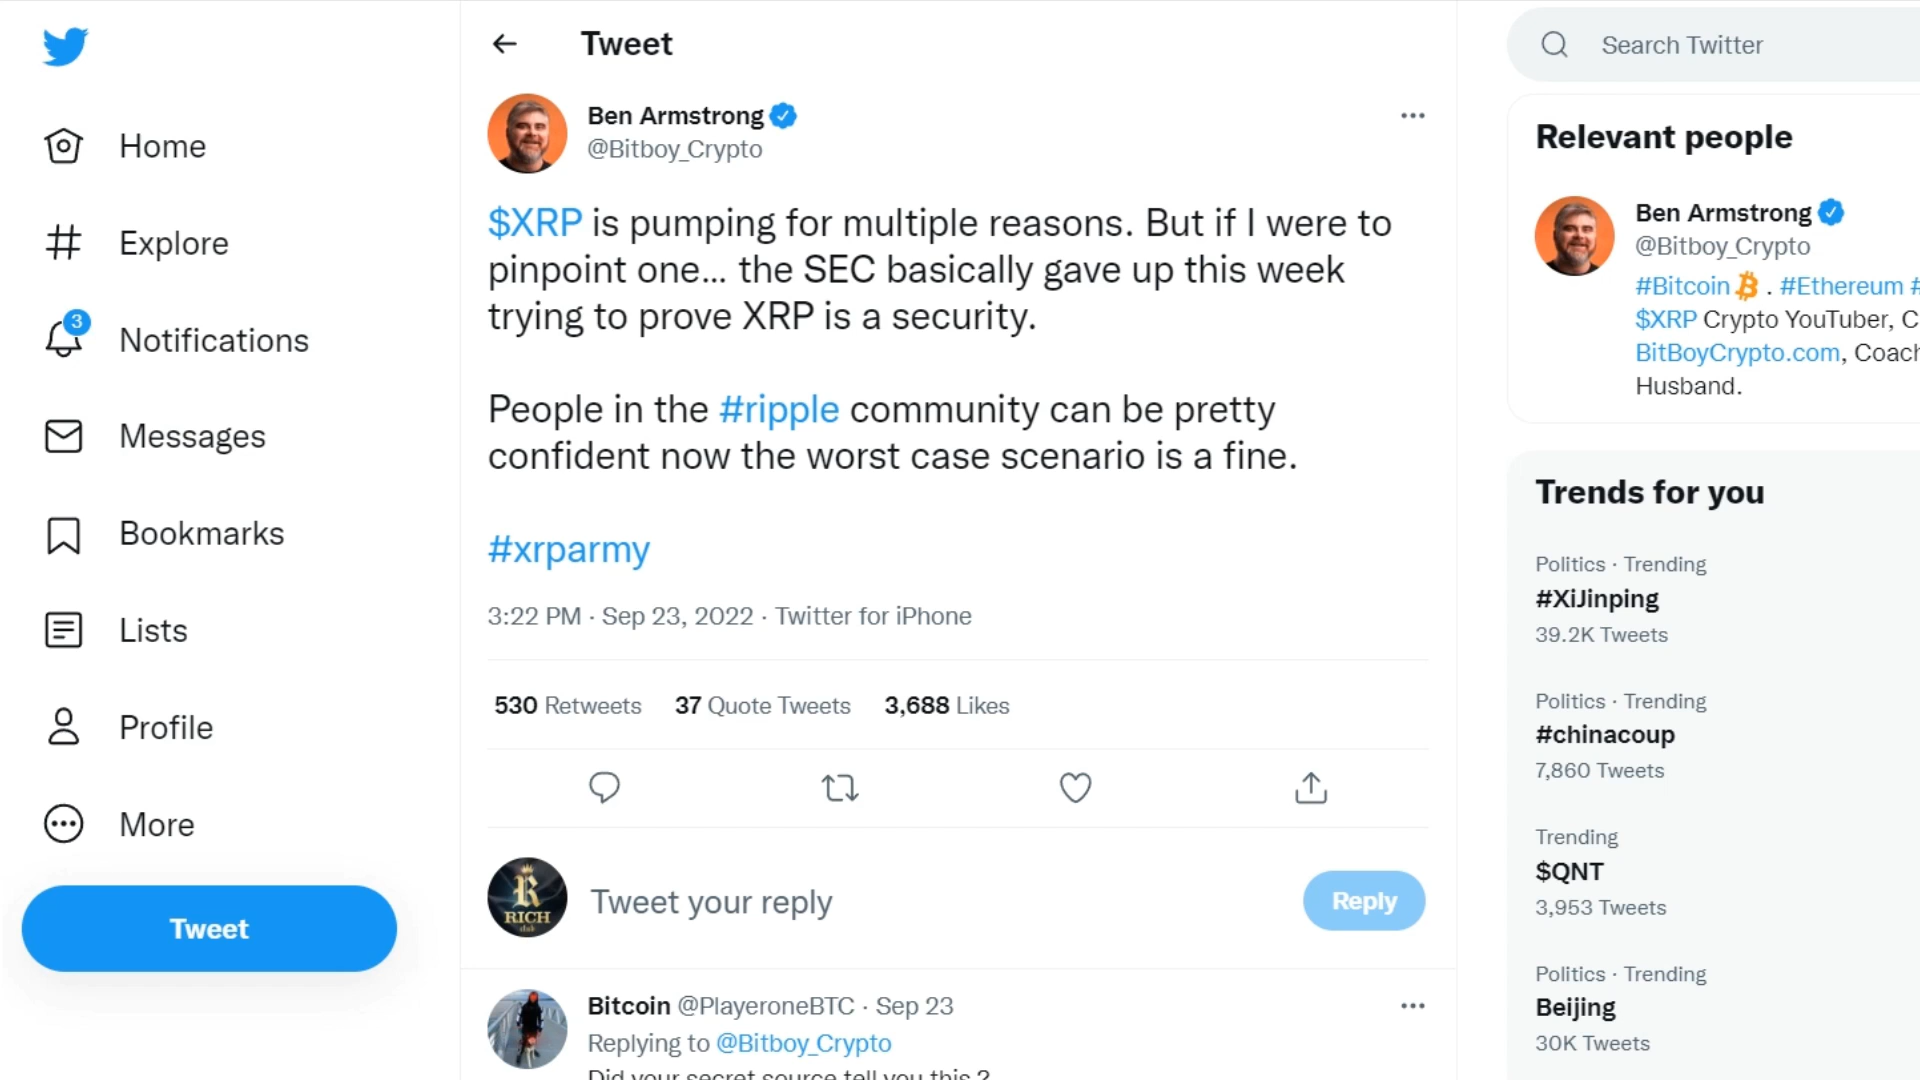 Home
Explore
3
Notifications
Messages
Bookmarks
Lists
Profile
More
Tweet
Tweet
Ben Armstrong
@Bitboy_Crypto
$XRP is pumping for multiple reasons. But if I were to
pinpoint one... the SEC basically gave up this week
trying to prove XRP is a security.
People in the #ripple community can be pretty
confident now the worst case scenario is a fine.
#xrparmy
3:22 PM · Sep 23, 2022 · Twitter for iPhone
530 Retweets 37 Quote Tweets 3,688 Likes
R
RICH
club
Tweet your reply
Reply
Bitcoin @PlayeroneBTC · Sep 23
Replying to @Bitboy_Crypto
Did your secret source tell you this ?
Search Twitter
Relevant people
Ben Armstrong
@Bitboy_Crypto
#Bitcoin . #Ethereum #
$XRP Crypto YouTuber, C
BitBoyCrypto.com, Coach
Husband.
Trends for you
Politics · Trending
#XiJinping
39.2K Tweets
Politics · Trending
#chinacoup
7,860 Tweets
Trending
$QNT
3,953 Tweets
Politics · Trending
Beijing
30K Tweets